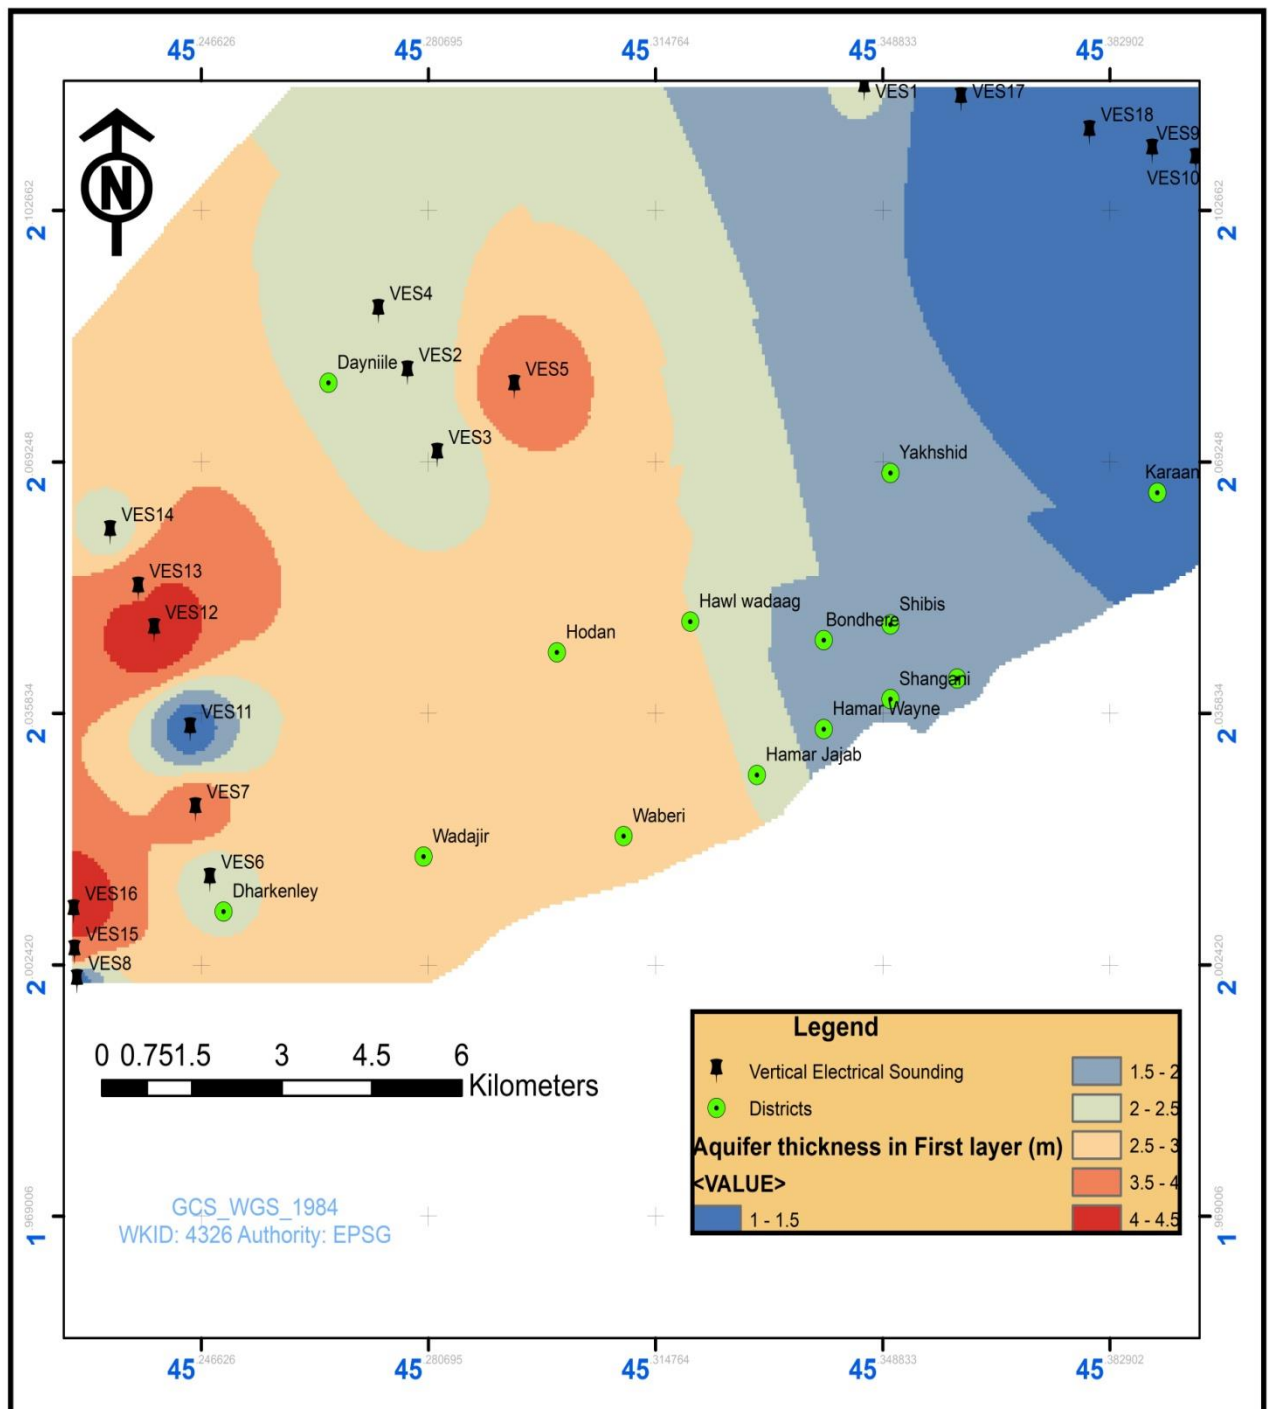 45.246626 45.280695 45.314764 45.348833 45.382902
VES1 VES17
VES18
VES9
VES10
N
2.102662 2.102662
VES4
Dayniile VES2
VES5
VES3
Yakhshid
2.069248 2.069248
Karaan
VES14
VES13
VES12
Hawl wadaag
Shibis
Bondhere
Hodan
Shangani
VES11
Hamar Wayne
2.035834 2.035834
Hamar Jajab
VES7
Waberi
Wadajir
VES6
Dharkenley
VES16
VES15
VES8
2.002420 2.002420
0 0.75 1.5 3 4.5 6
Kilometers
Legend
Vertical Electrical Sounding
Districts
Aquifer thickness in First layer (m)
<VALUE>
1 - 1.5
1.5 - 2
2 - 2.5
2.5 - 3
3.5 - 4
4 - 4.5
GCS_WGS_1984
WKID: 4326 Authority: EPSG
1.969006 1.969006
45.246626 45.280695 45.314764 45.348833 45.382902